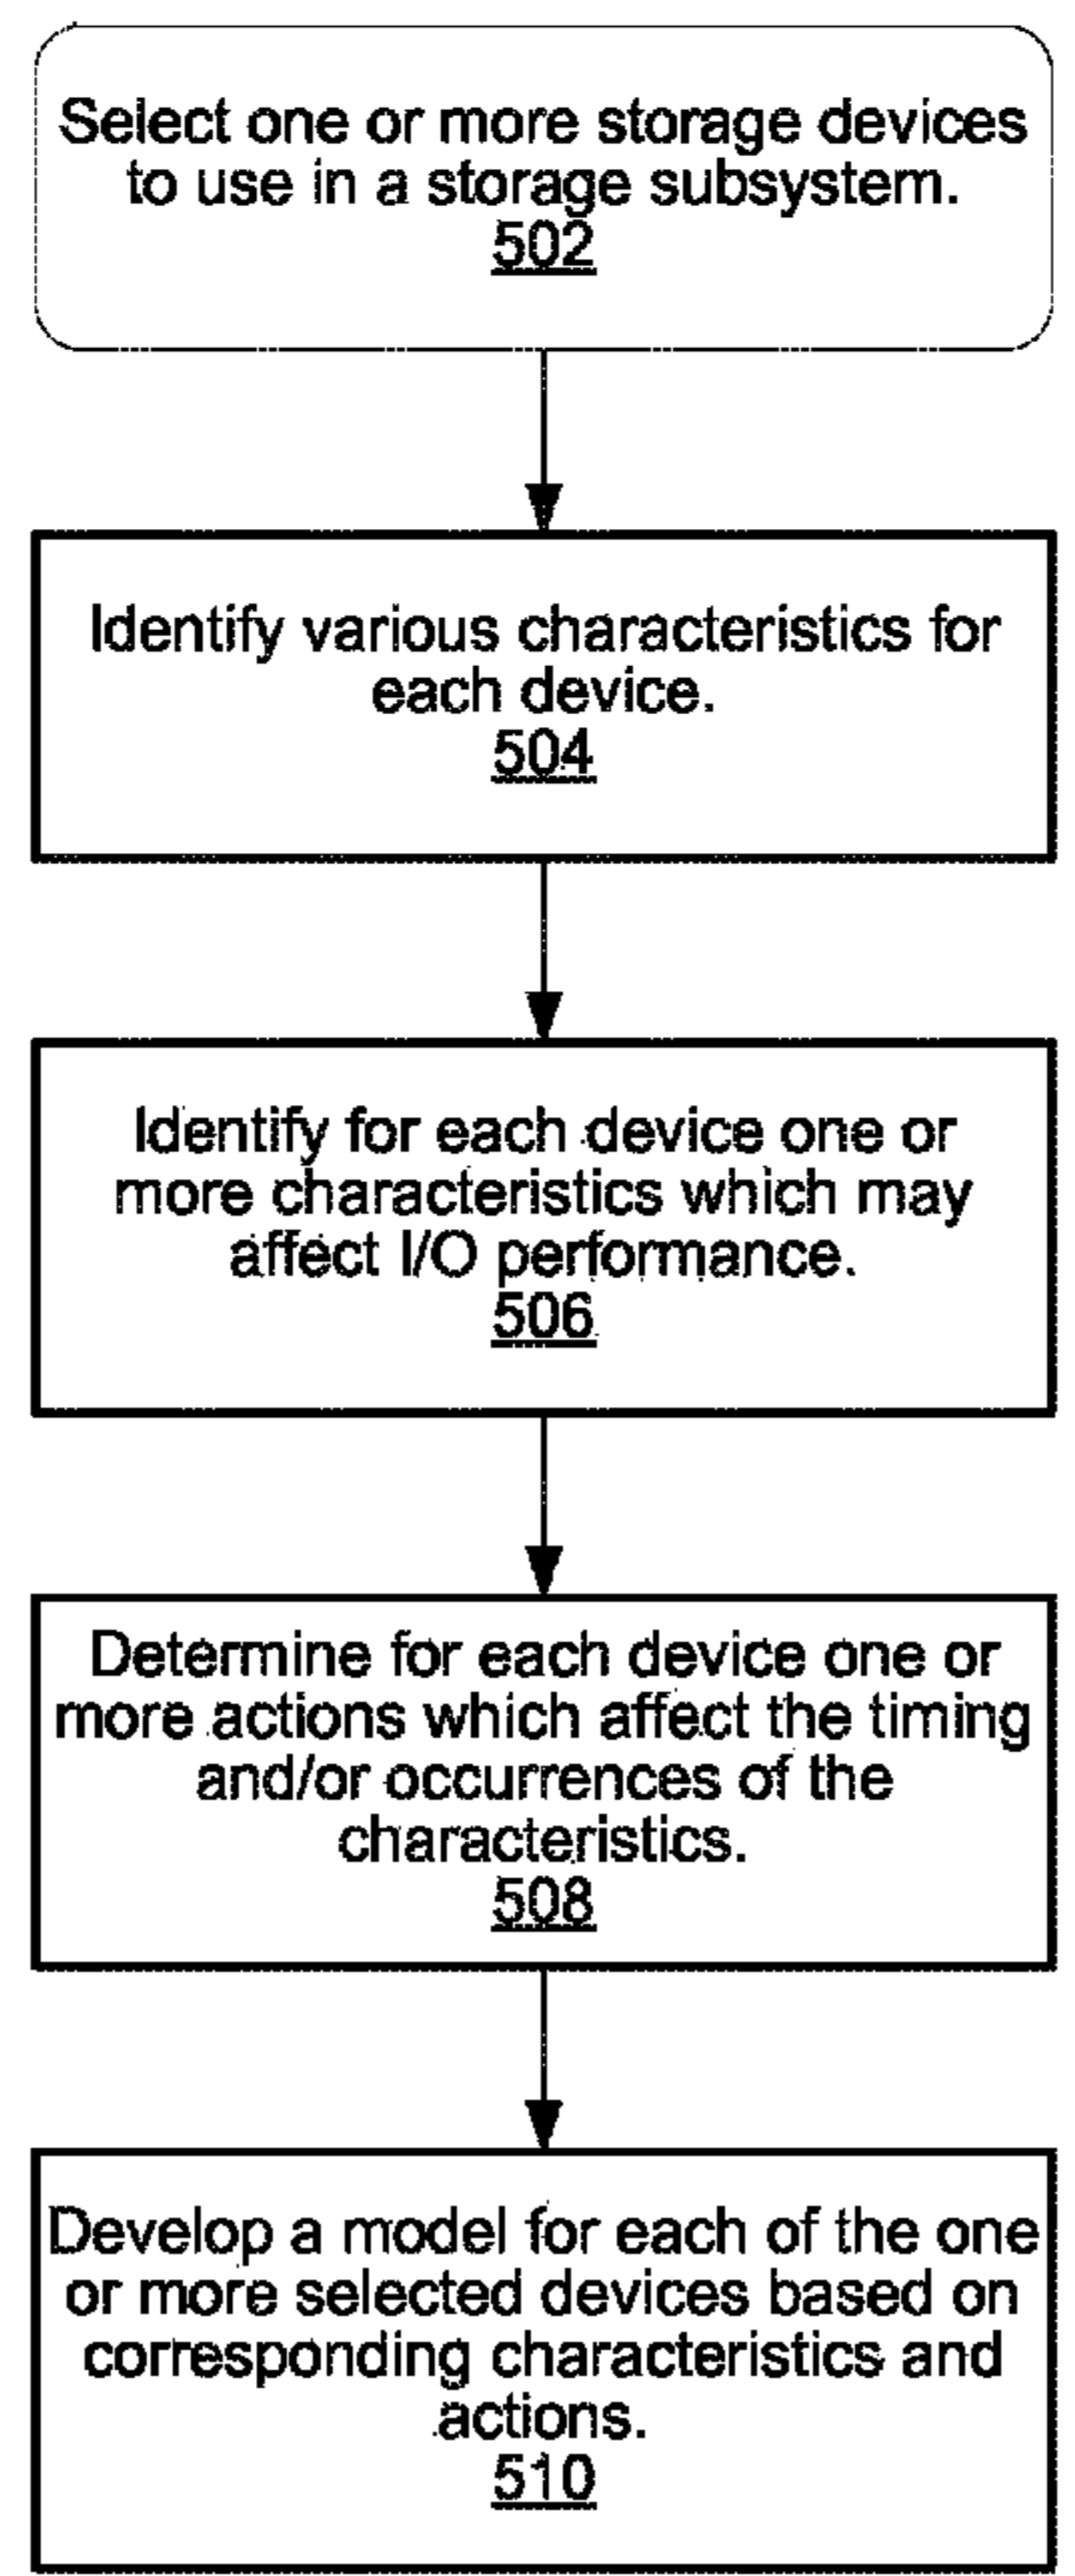 Select one or more storage devices
to use in a storage subsystem.
502
Identify various characteristics for
each device.
504
Identify for each device one or
more characteristics which may
affect I/O performance.
506
Determine for each device one or
more actions which affect the timing
and/or occurrences of the
characteristics.
508
Develop a model for each of the one
or more selected devices based on
corresponding characteristics and
actions.
510